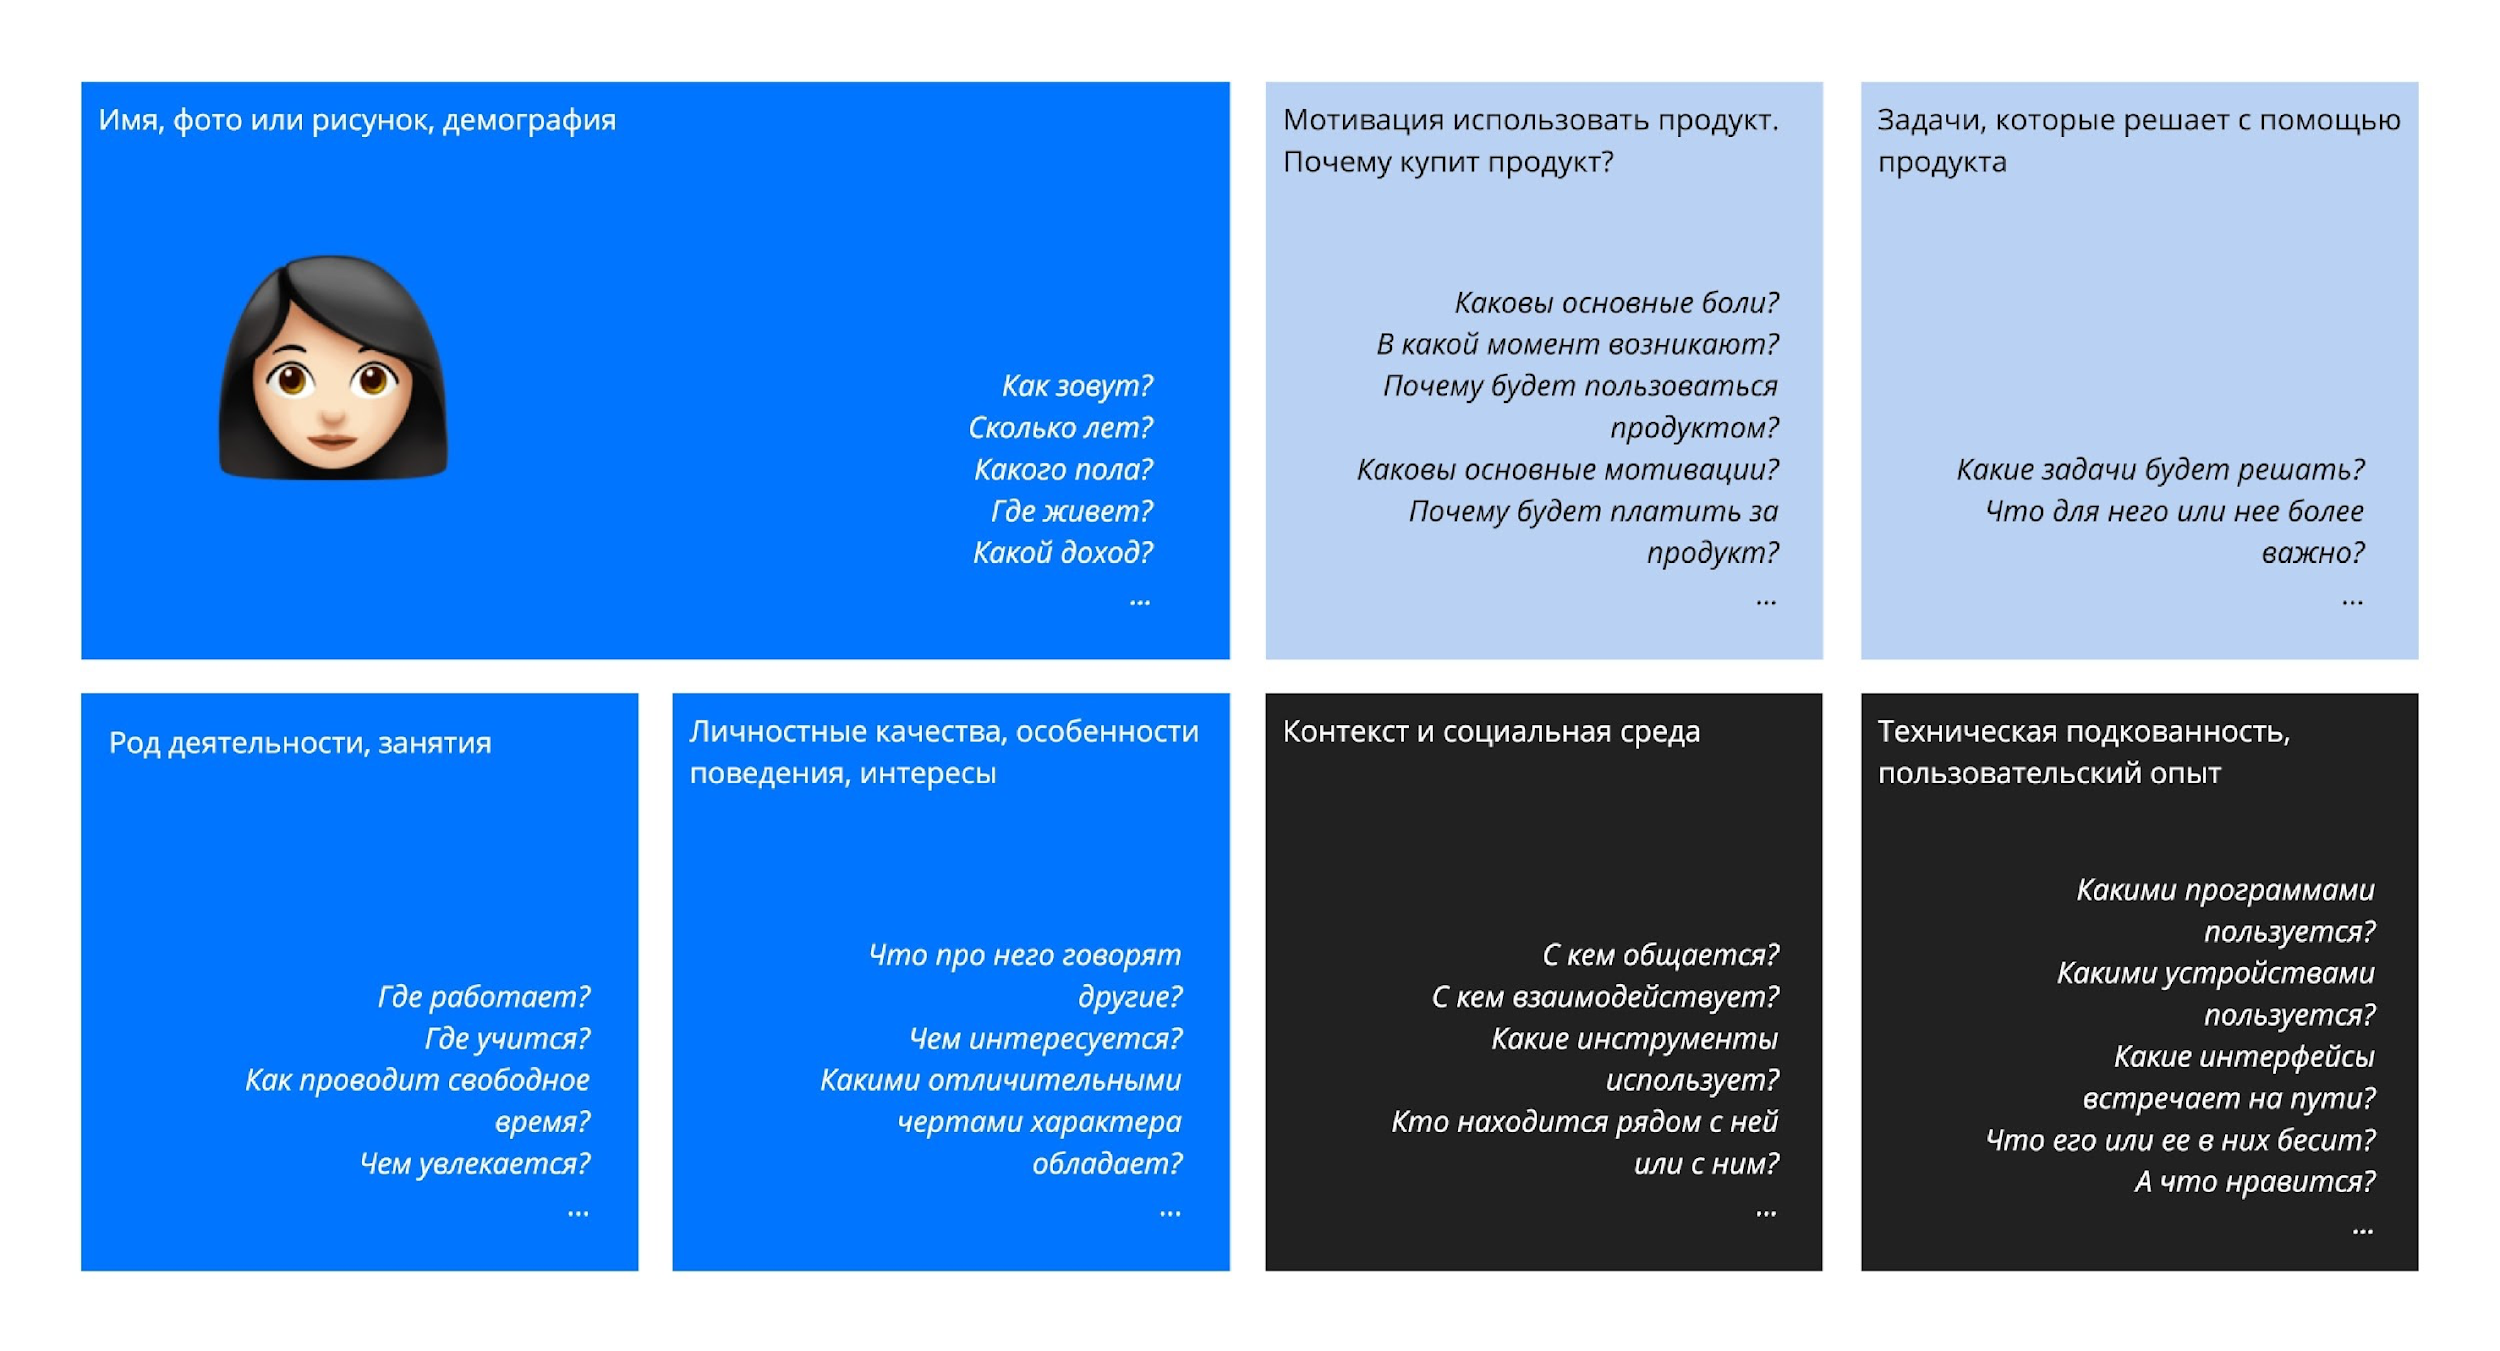 Имя, фото или рисунок, демография
Как зовут?
Сколько лет?
Какого пола?
Где живет?
Какой доход?
...
Мотивация использовать продукт.
Почему купит продукт?
Каковы основные боли?
В какой момент возникают?
Почему будет пользоваться
продуктом?
Каковы основные мотивации?
Почему будет платить за
продукт?
...
Задачи, которые решает с помощью
продукта
Какие задачи будет решать?
Что для него или нее более
важно?
...
Род деятельности, занятия
Где работает?
Где учится?
Как проводит свободное
время?
Чем увлекается?
...
Личностные качества, особенности
поведения, интересы
Что про него говорят
другие?
Чем интересуется?
Какими отличительными
чертами характера
обладает?
...
Контекст и социальная среда
С кем общается?
С кем взаимодействует?
Какие инструменты
использует?
Кто находится рядом с ней
или с ним?
...
Техническая подкованность,
пользовательский опыт
Какими программами
пользуется?
Какими устройствами
пользуется?
Какие интерфейсы
встречает на пути?
Что его или ее в них бесит?
А что нравится?
...